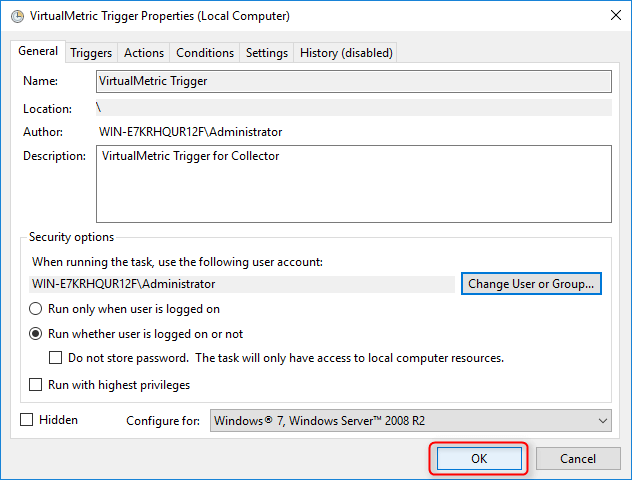 VirtualMetric Trigger Properties (Local Computer)
General Triggers Actions Conditions Settings History (disabled)
Name: VirtualMetric Trigger
Location: \
Author: WIN-E7KRHQUR12F\Administrator
Description: VirtualMetric Trigger for Collector
Security options
When running the task, use the following user account:
WIN-E7KRHQUR12F\Administrator Change User or Group...
Run only when user is logged on
Run whether user is logged on or not
Do not store password. The task will only have access to local computer resources.
Run with highest privileges
Hidden Configure for: Windows® 7, Windows Server™ 2008 R2
OK Cancel